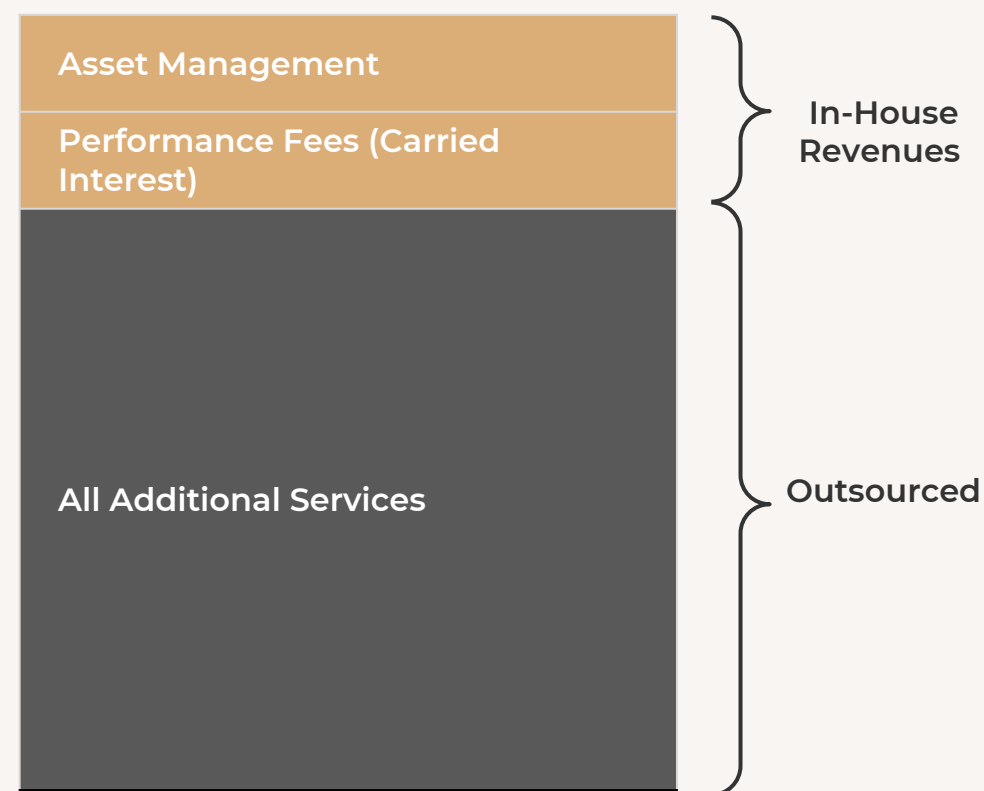 Asset Management
Performance Fees (Carried
Interest)
In-House
Revenues
All Additional Services
Outsourced